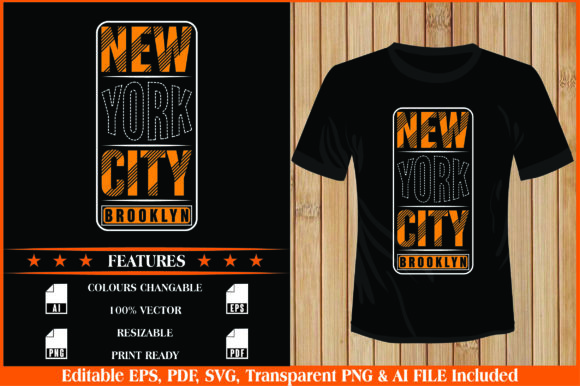 NEW
YORK
CITY
BROOKLYN
FEATURES
COLOURS CHANGABLE
AI
EPS
100% VECTOR
RESIZABLE
PNG
PDF
PRINT READY
NEW
YORK
CITY
BROOKLYN
Editable EPS, PDF, SVG, Transparent PNG & AI FILE Included